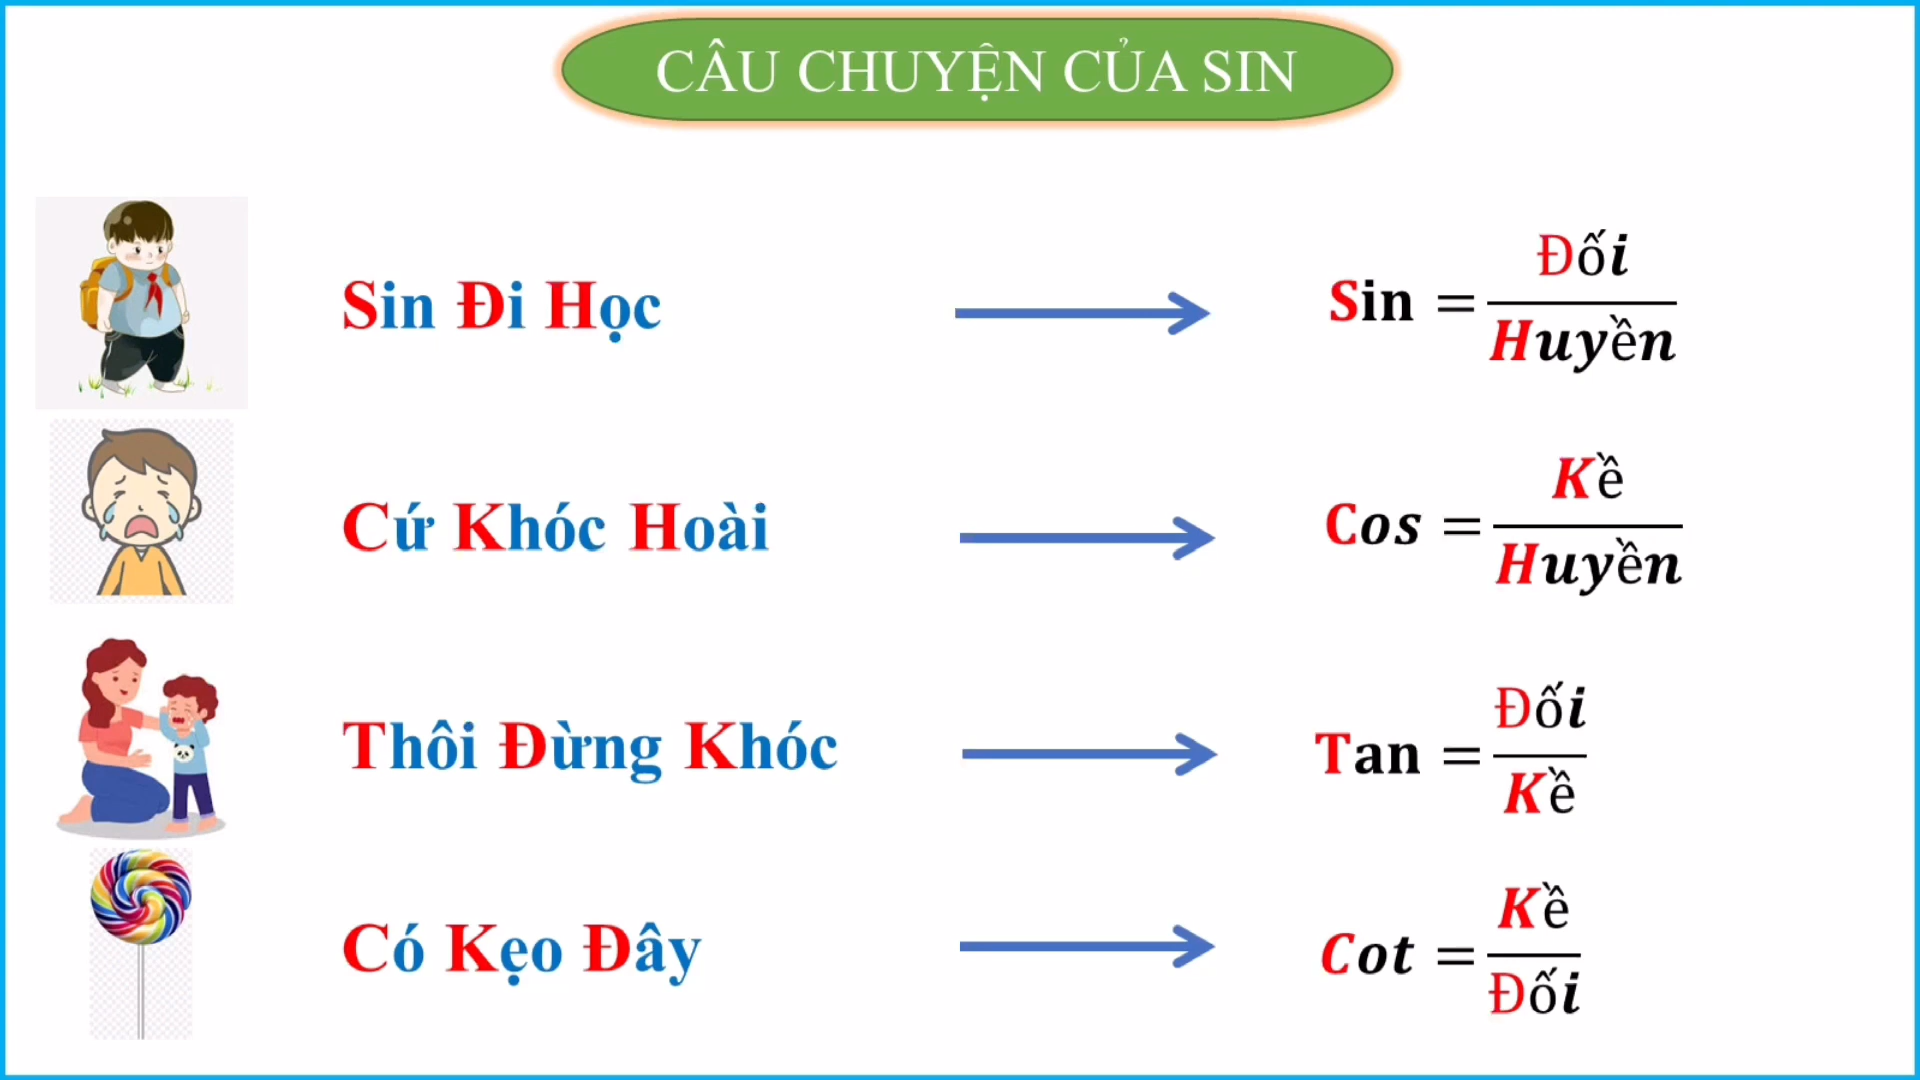 CÂU CHUYỆN CỦA SIN
Sin Đi Học
Sin = Đối / Huyền
Cứ Khóc Hoài
Cos = Kề / Huyền
Thôi Đừng Khóc
Tan = Đối / Kề
Có Kẹo Đây
Cot = Kề / Đối